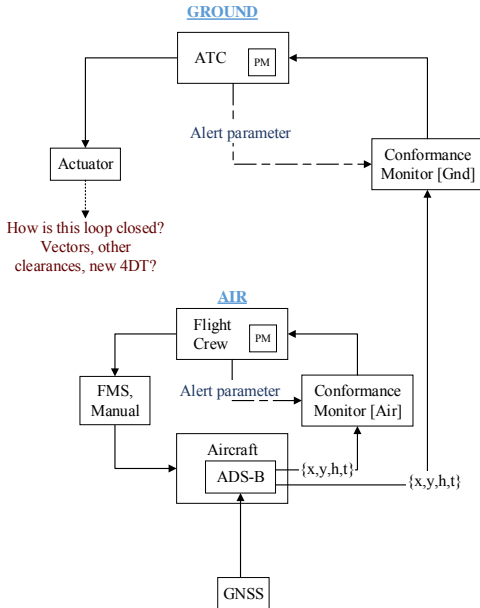 GROUND
ATC
PM
Alert parameter
Actuator
Conformance
Monitor [Gnd]
How is this loop closed?
Vectors, other
clearances, new 4DT?
AIR
Flight
Crew
PM
Alert parameter
FMS,
Manual
Conformance
Monitor [Air]
Aircraft
ADS-B
{x,y,h,t}
{x,y,h,t}
GNSS